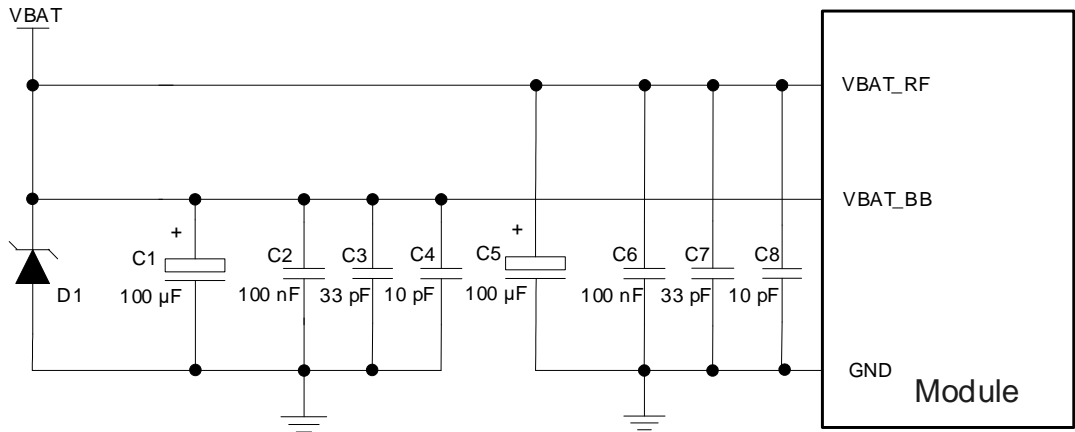 VBAT
VBAT_RF
VBAT_BB
+
C1
100 µF
C2
100 nF
C3
33 pF
C4
10 pF
+
C5
100 µF
C6
100 nF
C7
33 pF
C8
10 pF
D1
GND
Module